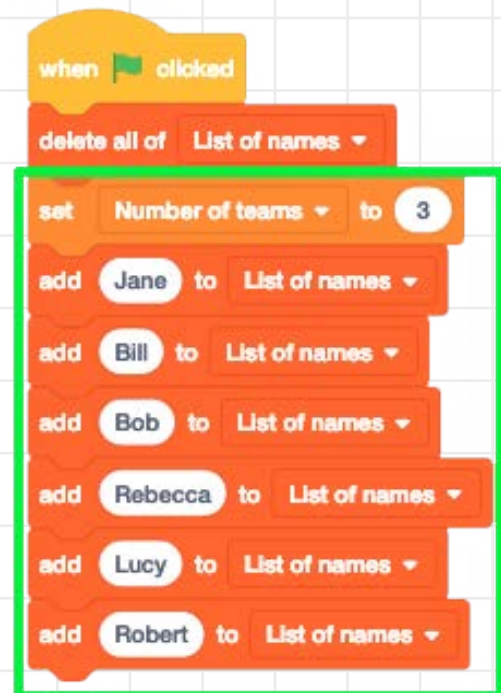 when clicked
delete all of List of names
set Number of teams to 3
add Jane to List of names
add Bill to List of names
add Bob to List of names
add Rebecca to List of names
add Lucy to List of names
add Robert to List of names